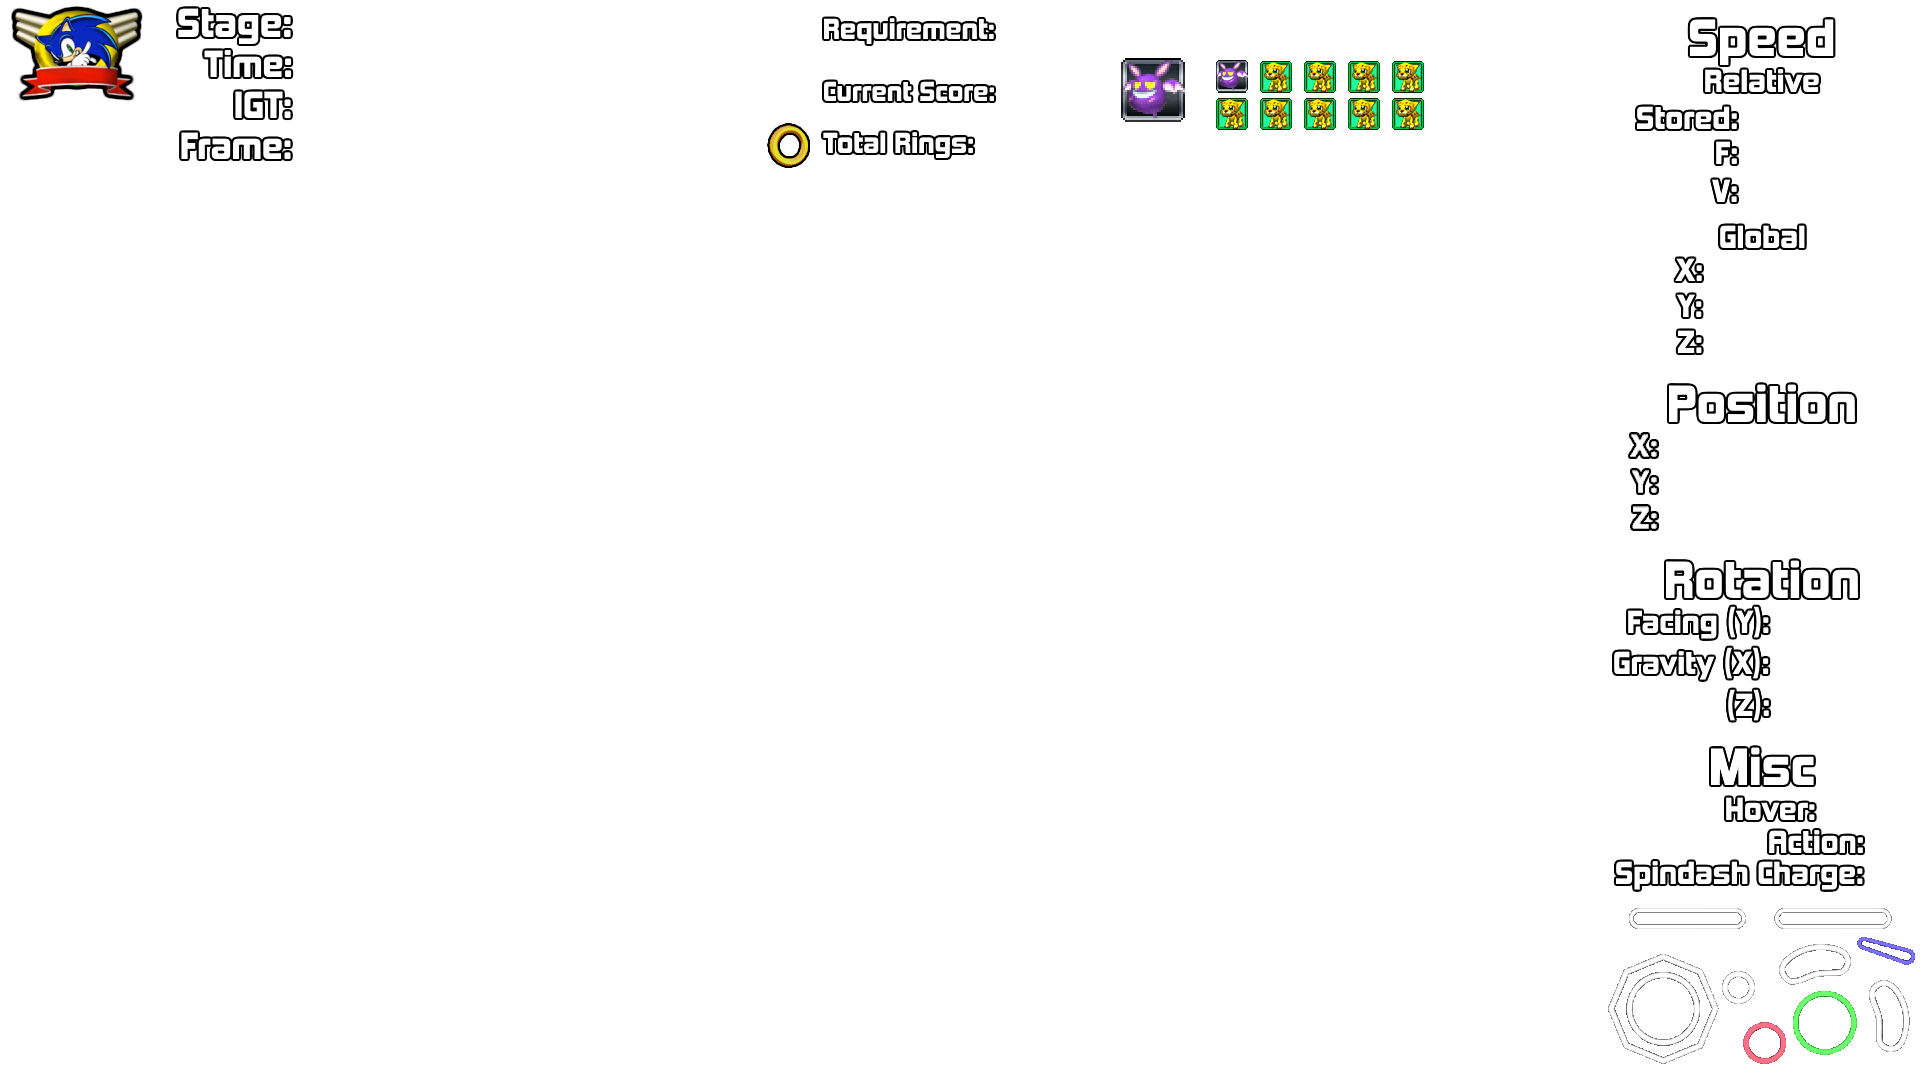 Stage:
Time:
IGT:
Frame:
Requirement:
Current Score:
Total Rings:
Speed
Relative
Stored:
F:
V:
Global
X:
Y:
Z:
Position
X:
Y:
Z:
Rotation
Facing (Y):
Gravity (X):
(Z):
Misc
Hover:
Action:
Spindash Charge: